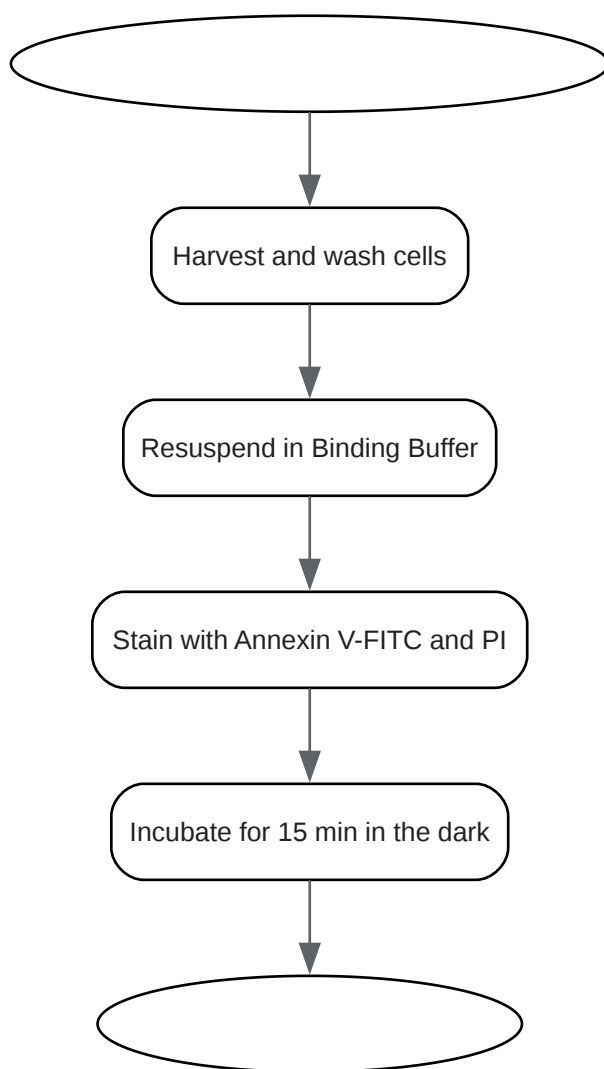 Harvest and wash cells
Resuspend in Binding Buffer
Stain with Annexin V-FITC and PI
Incubate for 15 min in the dark